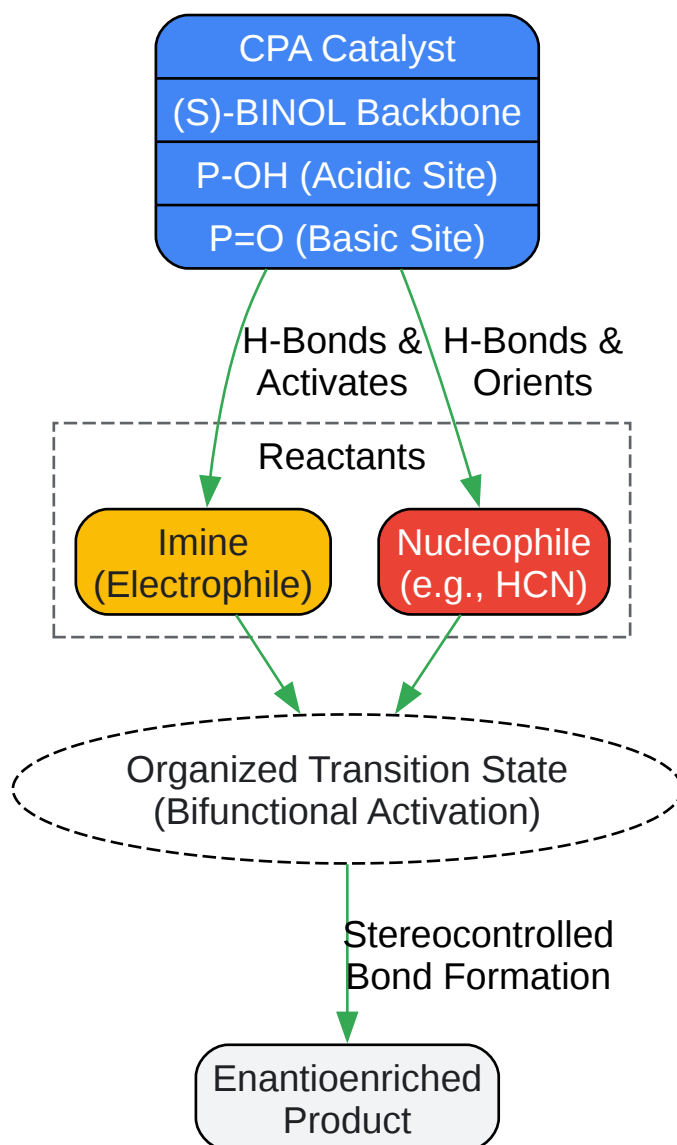 CPA Catalyst
(S)-BINOL Backbone
P-OH (Acidic Site)
P=O (Basic Site)
H-Bonds &
Activates
H-Bonds &
Orients
Reactants
Imine
(Electrophile)
Nucleophile
(e.g., HCN)
Organized Transition State
(Bifunctional Activation)
Stereocontrolled
Bond Formation
Enantioenriched
Product